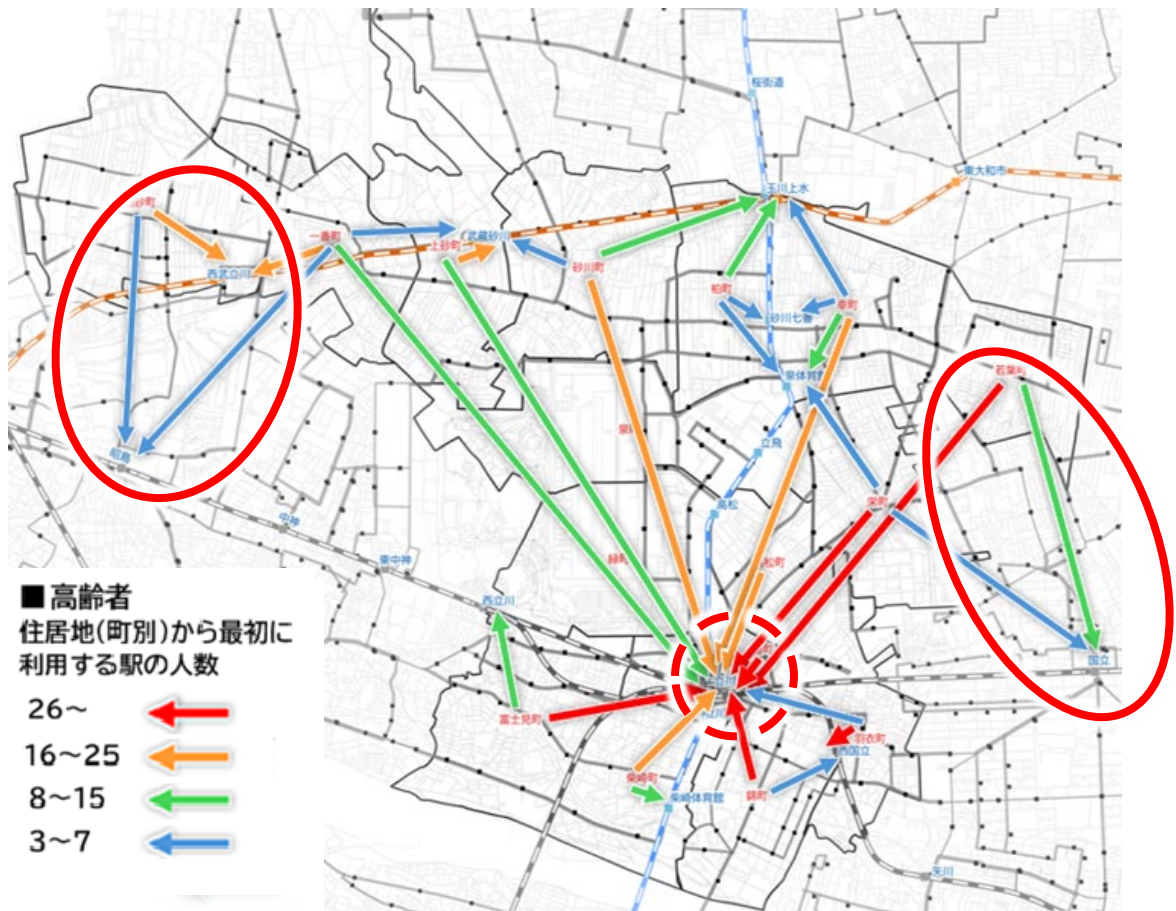 桜街道
東大和市
玉川上水
一番町
武蔵砂川
上砂町
西武立川
砂川町
柏町
幸町
砂川七番
若葉町
立飛
栄町
高松
昭島
中神
東中神
緑町
西立川
国立
富士見町
羽衣町
西国立
柴崎町
錦町
柴崎体育館
矢川
■高齢者
住居地(町別)から最初に
利用する駅の人数
26~
16~25
8~15
3~7